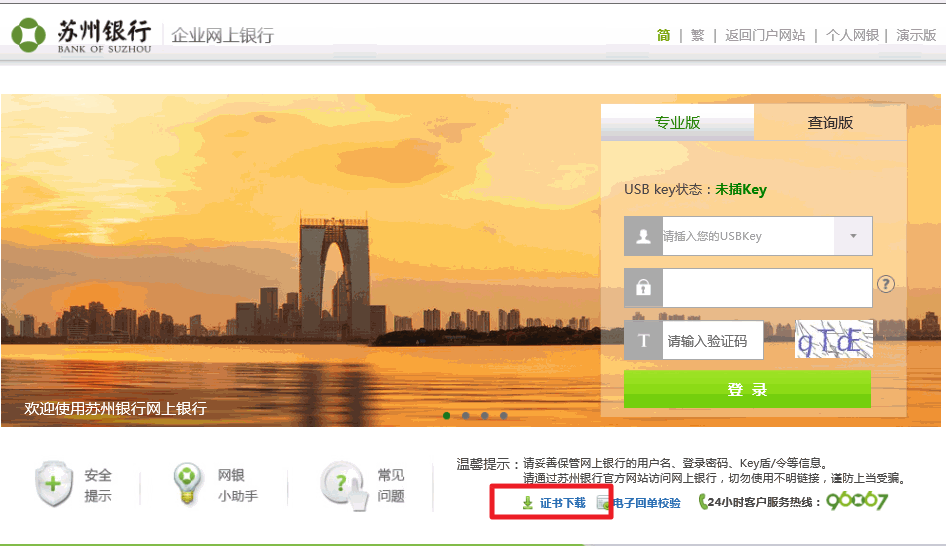 苏州银行 企业网上银行
BANK OF SUZHOU
简 | 繁 | 返回门户网站 | 个人网银 | 演示版
专业版 查询版
USB key状态：未插Key
请插入您的USBKey
?
T 请输入验证码 qTdE
登 录
欢迎使用苏州银行网上银行
安全提示
网银小助手
? 常见问题
温馨提示：请妥善保管网上银行的用户名、登录密码、Key盾/令等信息。
请通过苏州银行官方网站访问网上银行，切勿使用不明链接，谨防上当受骗。
证书下载 电子回单校验 24小时客户服务热线：96067